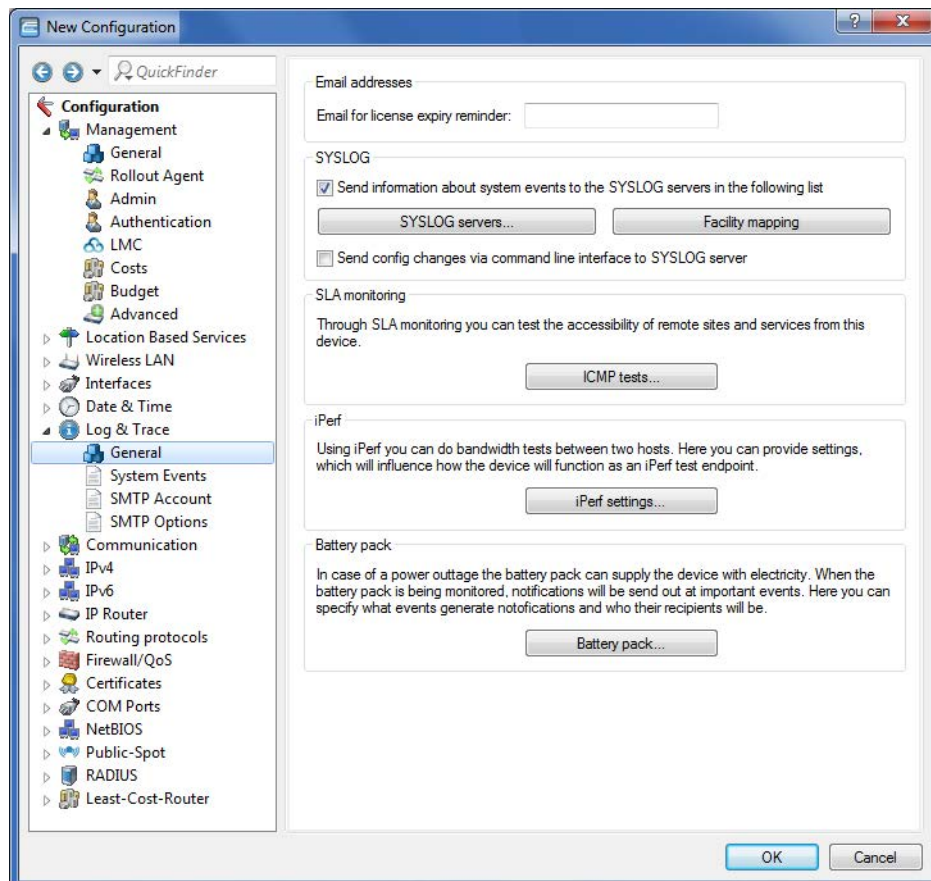 New Configuration
?
QuickFinder
Configuration
Management
General
Rollout Agent
Admin
Authentication
LMC
Costs
Budget
Advanced
Location Based Services
Wireless LAN
Interfaces
Date & Time
Log & Trace
General
System Events
SMTP Account
SMTP Options
Communication
IPv4
IPv6
IP Router
Routing protocols
Firewall/QoS
Certificates
COM Ports
NetBIOS
Public-Spot
RADIUS
Least-Cost-Router
Email addresses
Email for license expiry reminder:
SYSLOG
Send information about system events to the SYSLOG servers in the following list
SYSLOG servers... Facility mapping
Send config changes via command line interface to SYSLOG server
SLA monitoring
Through SLA monitoring you can test the accessibility of remote sites and services from this
device.
ICMP tests...
iPerf
Using iPerf you can do bandwidth tests between two hosts. Here you can provide settings,
which will influence how the device will function as an iPerf test endpoint.
iPerf settings...
Battery pack
In case of a power outtage the battery pack can supply the device with electricity. When the
battery pack is being monitored, notifications will be send out at important events. Here you can
specify what events generate notofications and who their recipients will be.
Battery pack...
OK Cancel